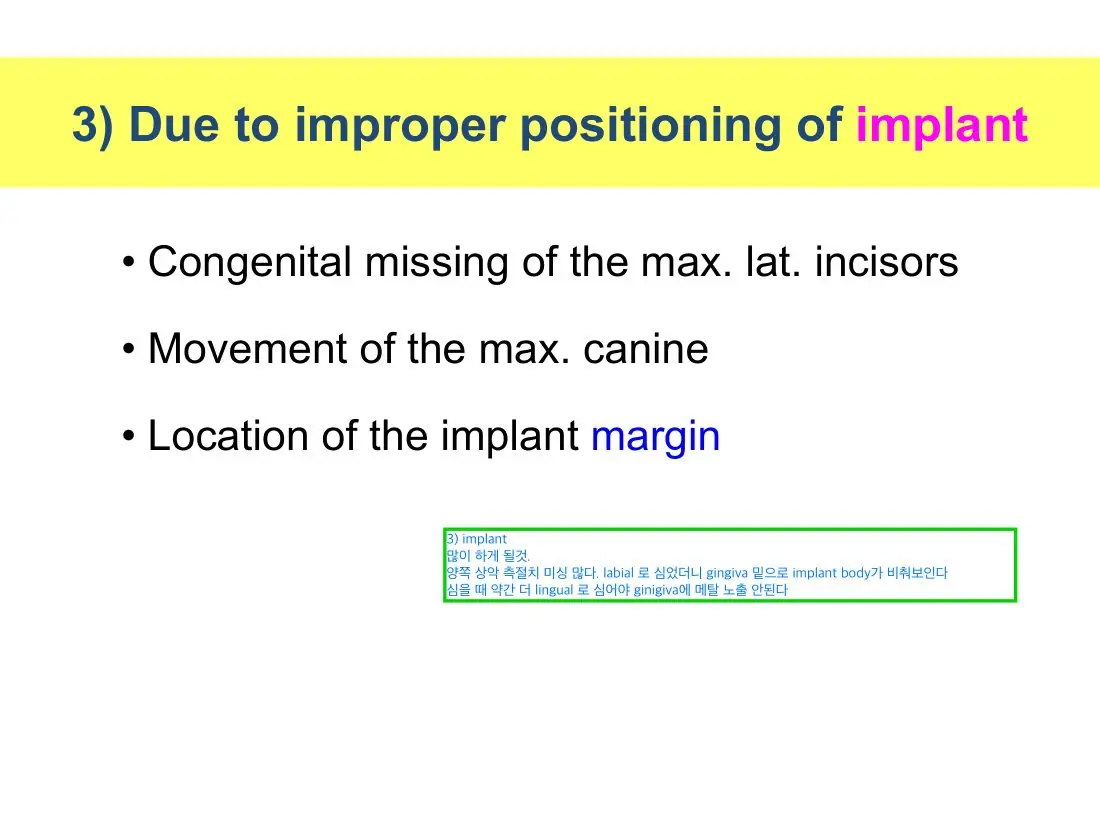 3) Due to improper positioning of implant
• Congenital missing of the max. lat. incisors
• Movement of the max. canine
• Location of the implant margin
3) implant
많이 하게 될것.
양쪽 상악 측절치 미싱 많다. labial 로 심었더니 gingiva 밑으로 implant body가 비춰보인다
심을 때 약간 더 lingual 로 심어야 ginigiva에 메탈 노출 안된다